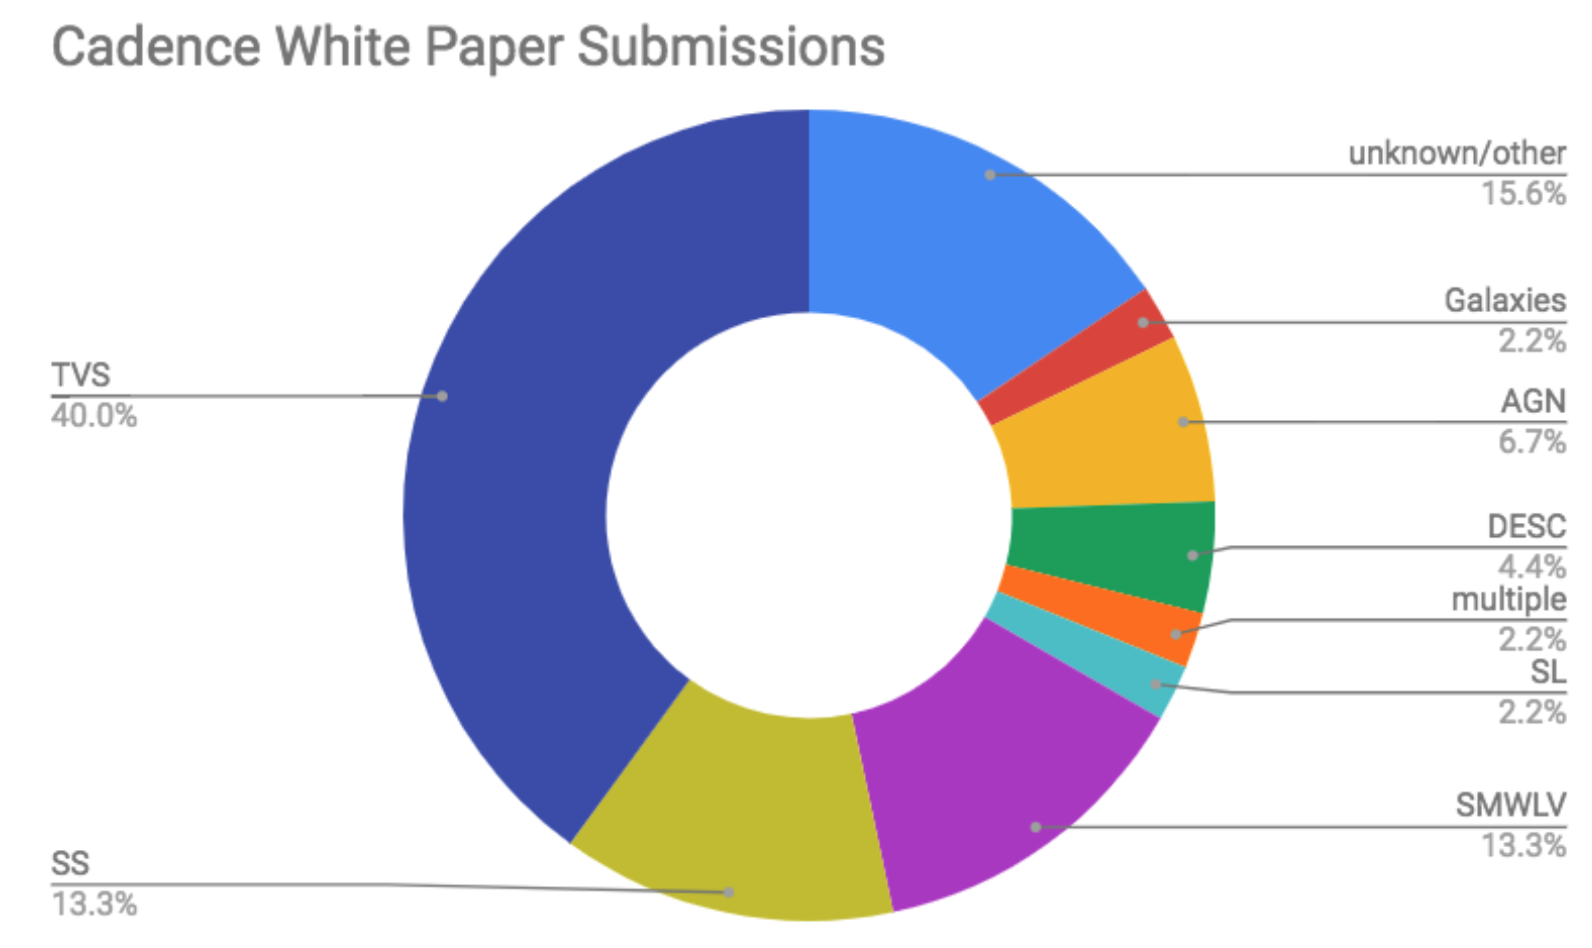 Cadence White Paper Submissions
unknown/other
15.6%
Galaxies
2.2%
TVS
40.0%
AGN
6.7%
DESC
4.4%
multiple
2.2%
SL
2.2%
SMWLV
13.3%
SS
13.3%